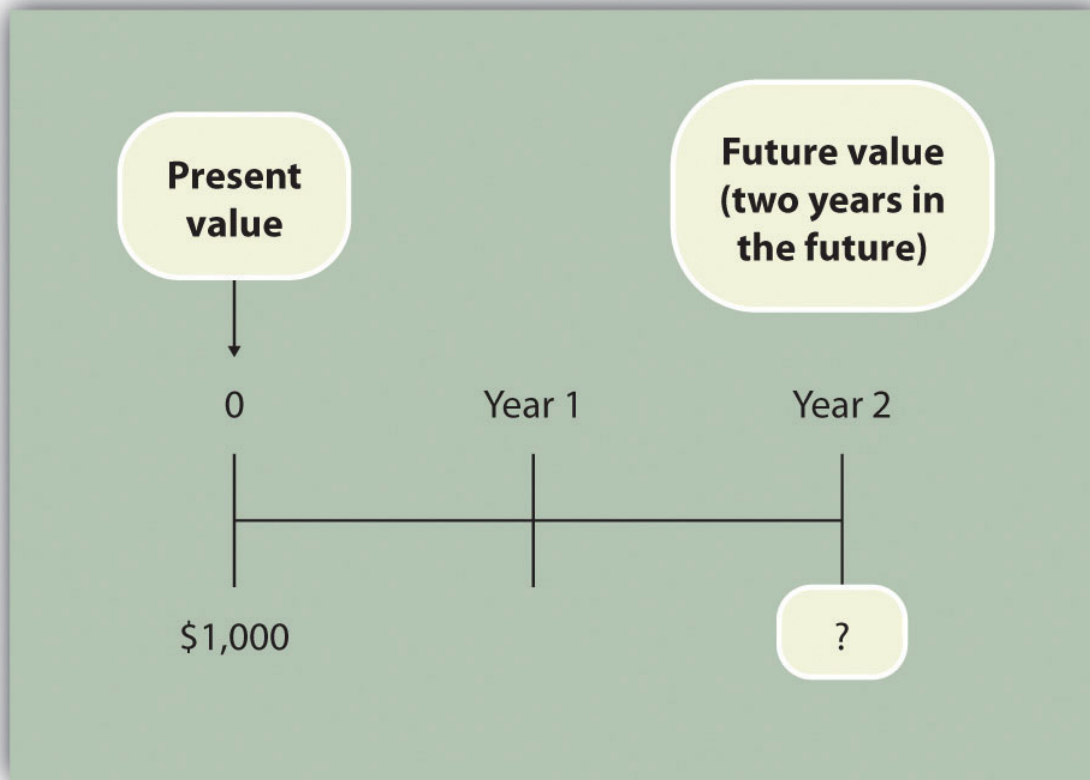 Present
value
Future value
(two years in
the future)
0
Year 1
Year 2
$1,000
?